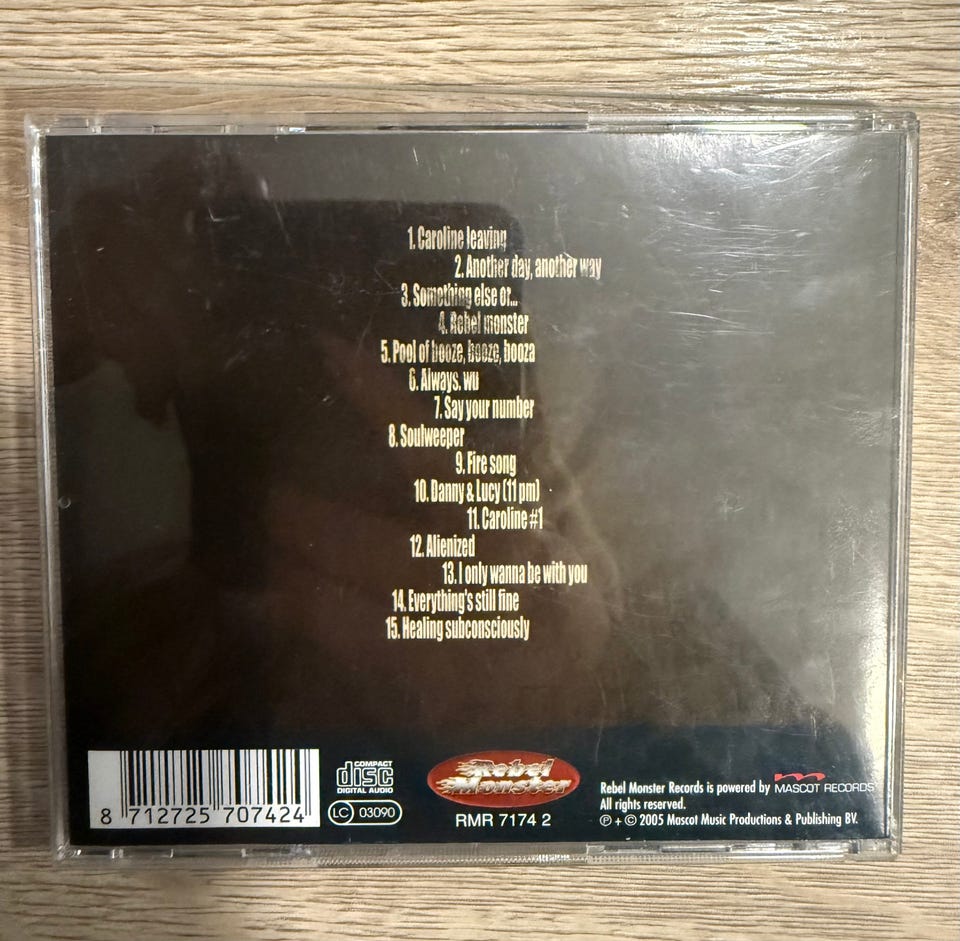 1. Caroline leaving
2. Another day, another way
3. Something else or...
4. Rebel monster
5. Pool of booze, booze, booza
6. Always. wu
7. Say your number
8. Soulweeper
9. Fire song
10. Danny & Lucy (11 pm)
11. Caroline #1
12. Alienized
13. I only wanna be with you
14. Everything's still fine
15. Healing subconsciously
8 712725 707424
COMPACT
disc
DIGITAL AUDIO
LC 03090
Rebel
Monster
RMR 7174 2
Rebel Monster Records is powered by MASCOT RECORDS
All rights reserved.
℗ + © 2005 Mascot Music Productions & Publishing BV.